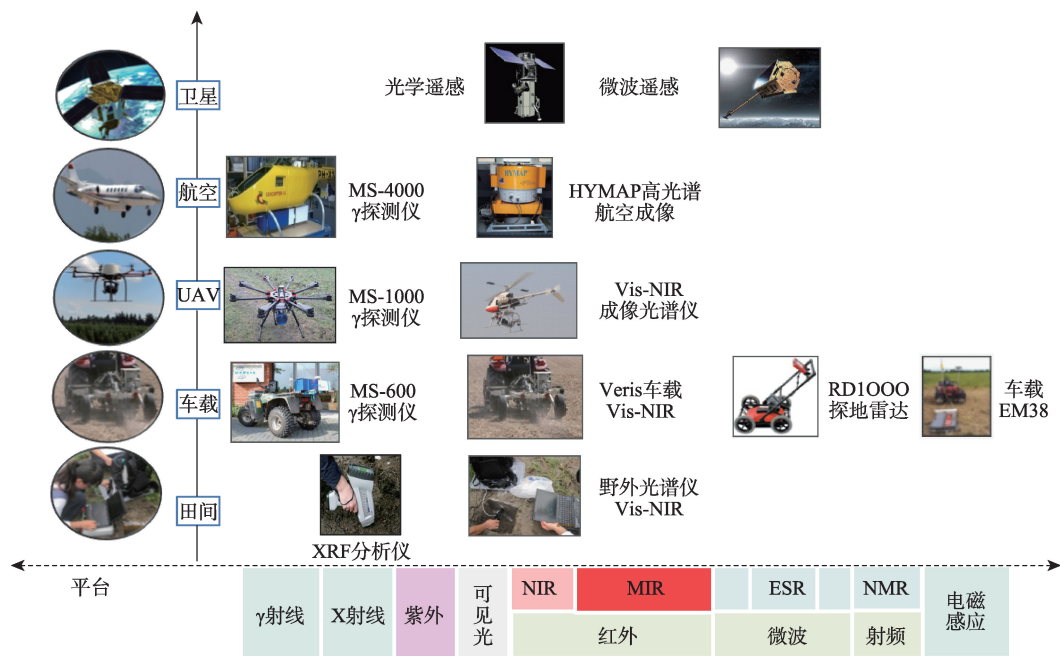 卫星
光学遥感
微波遥感
航空
MS-4000
γ探测仪
HYMAP
HYMAP高光谱
航空成像
UAV
MS-1000
γ探测仪
Vis-NIR
成像光谱仪
车载
MS-600
γ探测仪
Veris车载
Vis-NIR
RD1OOO
探地雷达
车载
EM38
田间
XRF分析仪
野外光谱仪
Vis-NIR
平台
γ射线
X射线
紫外
可见光
NIR
MIR
红外
ESR
微波
NMR
射频
电磁
感应